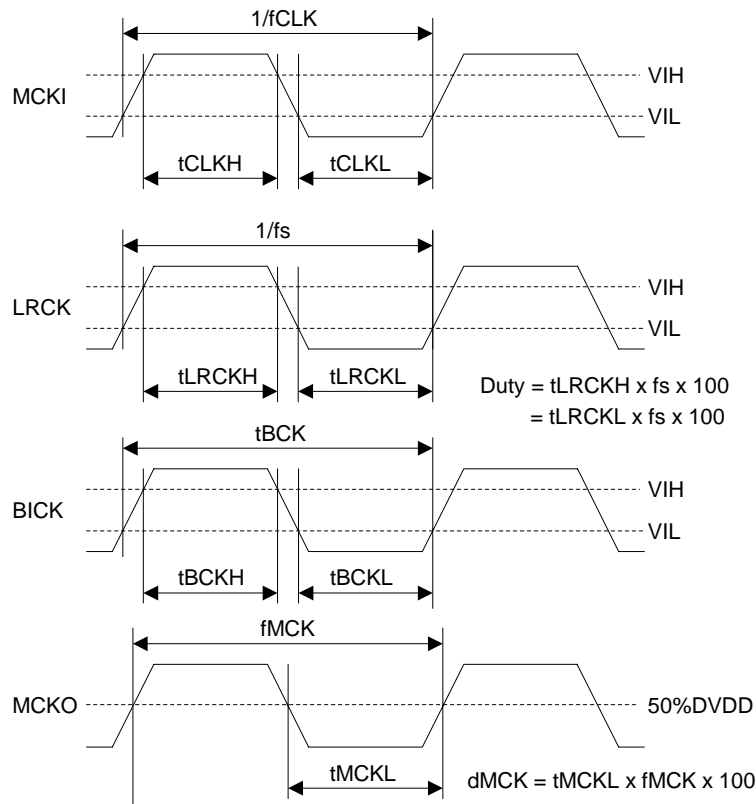 1/fCLK
VIH
MCKI
VIL
tCLKH
tCLKL
1/fs
VIH
LRCK
VIL
tLRCKH
tLRCKL
Duty = tLRCKH x fs x 100
= tLRCKL x fs x 100
tBCK
VIH
BICK
VIL
tBCKH
tBCKL
fMCK
MCKO
50%DVDD
tMCKL
dMCK = tMCKL x fMCK x 100